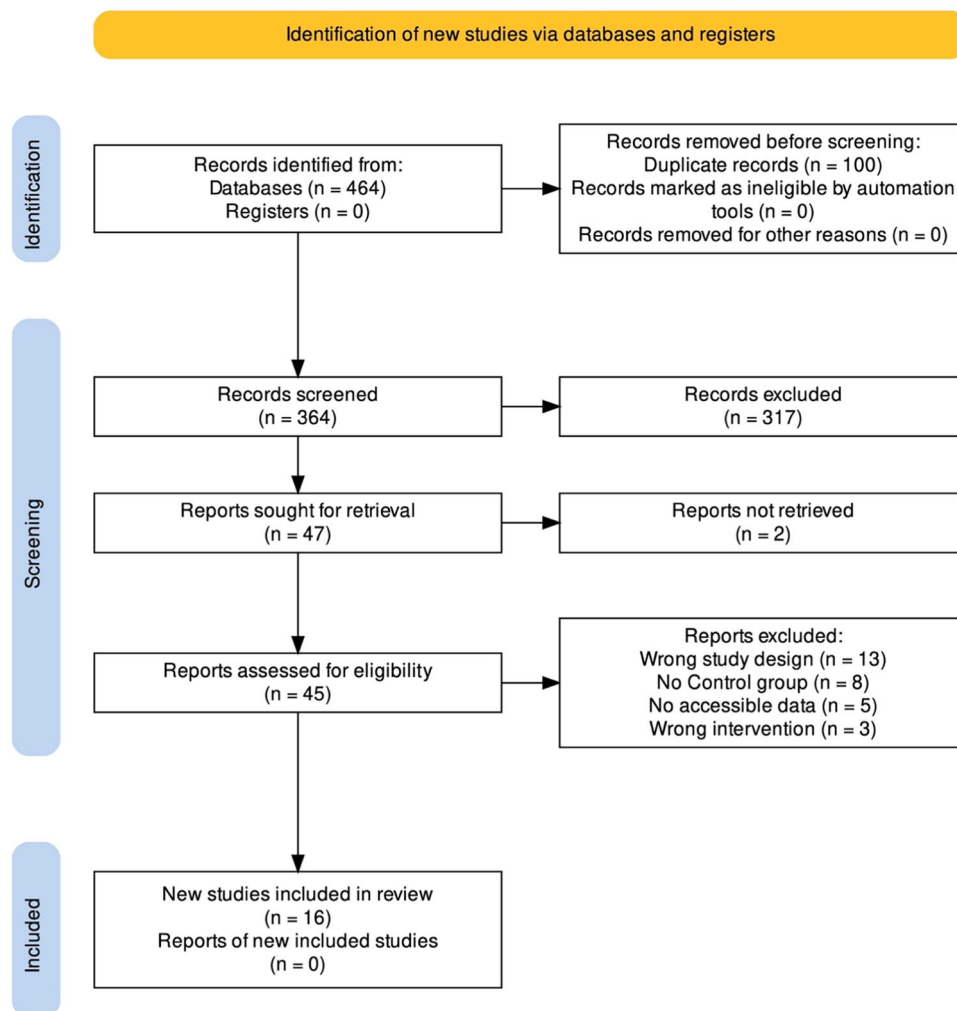 Identification of new studies via databases and registers
Identification
Records identified from:
Databases (n = 464)
Registers (n = 0)
Records removed before screening:
Duplicate records (n = 100)
Records marked as ineligible by automation
tools (n = 0)
Records removed for other reasons (n = 0)
Screening
Records screened
(n = 364)
Records excluded
(n = 317)
Reports sought for retrieval
(n = 47)
Reports not retrieved
(n = 2)
Reports assessed for eligibility
(n = 45)
Reports excluded:
Wrong study design (n = 13)
No Control group (n = 8)
No accessible data (n = 5)
Wrong intervention (n = 3)
Included
New studies included in review
(n = 16)
Reports of new included studies
(n = 0)